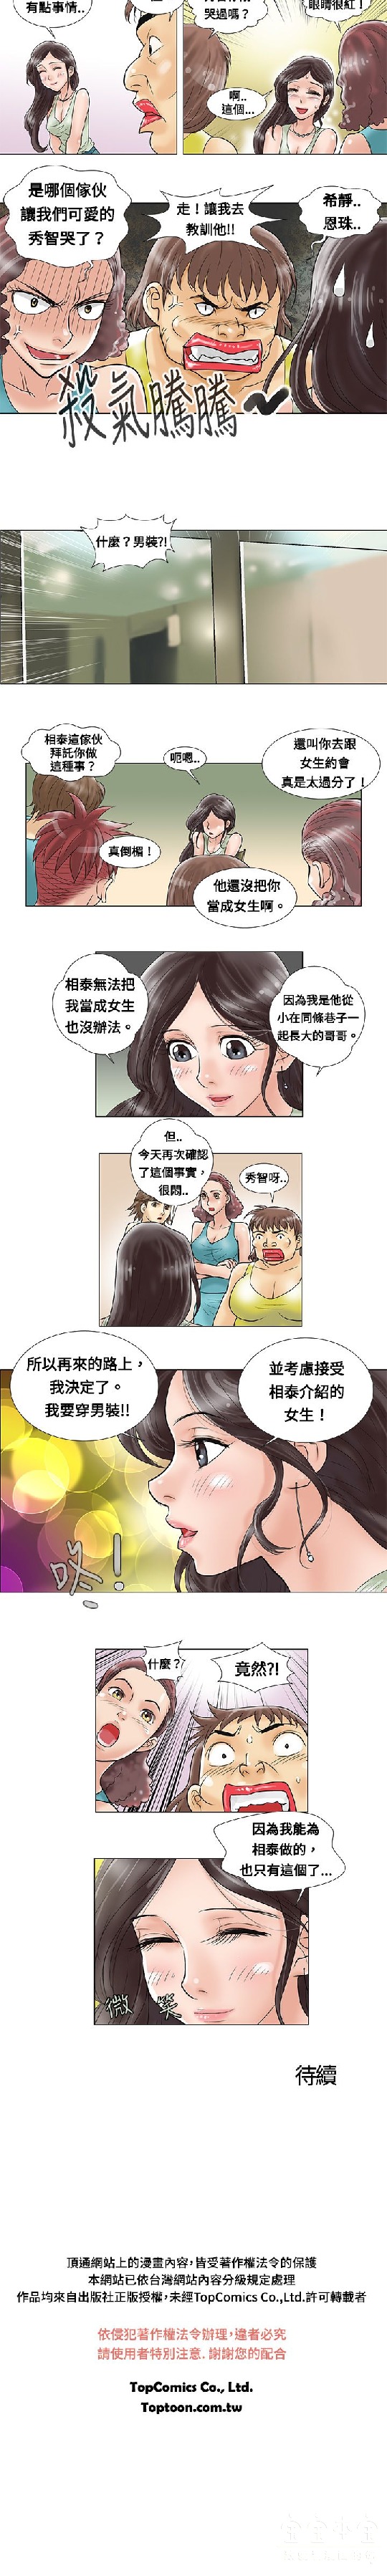 有點事情..
哭過嗎？
眼睛很紅！
啊..
這個...
是哪個傢伙
讓我們可愛的
秀智哭了？
走！讓我去
教訓他!!
希靜..
恩珠..
殺氣騰騰~
什麼？男裝?!
相泰這傢伙
拜託你做
這種事？
呃嗯..
還叫你去跟
女生約會
真是太過分了！
真倒楣！
他還沒把你
當成女生啊。
相泰無法把
我當成女生
也沒辦法。
因為我是他從
小在同條巷子一
起長大的哥哥。
但..
今天再次確認
了這個事實，
很悶..
秀智呀..
所以再來的路上，
我決定了。
我要穿男裝!!
並考慮接受
相泰介紹的
女生！
咚！
什麼？
竟然?!
因為我能為
相泰做的，
也只有這個了...
微笑
待續
頂通網站上的漫畫內容，皆受著作權法令的保護
本網站已依台灣網站內容分級規定處理
作品均來自出版社正版授權，未經TopComics Co.,Ltd.許可轉載者
依侵犯著作權法令辦理，違者必究
請使用者特別注意. 謝謝您的配合
TopComics Co., Ltd.
Toptoon.com.tw